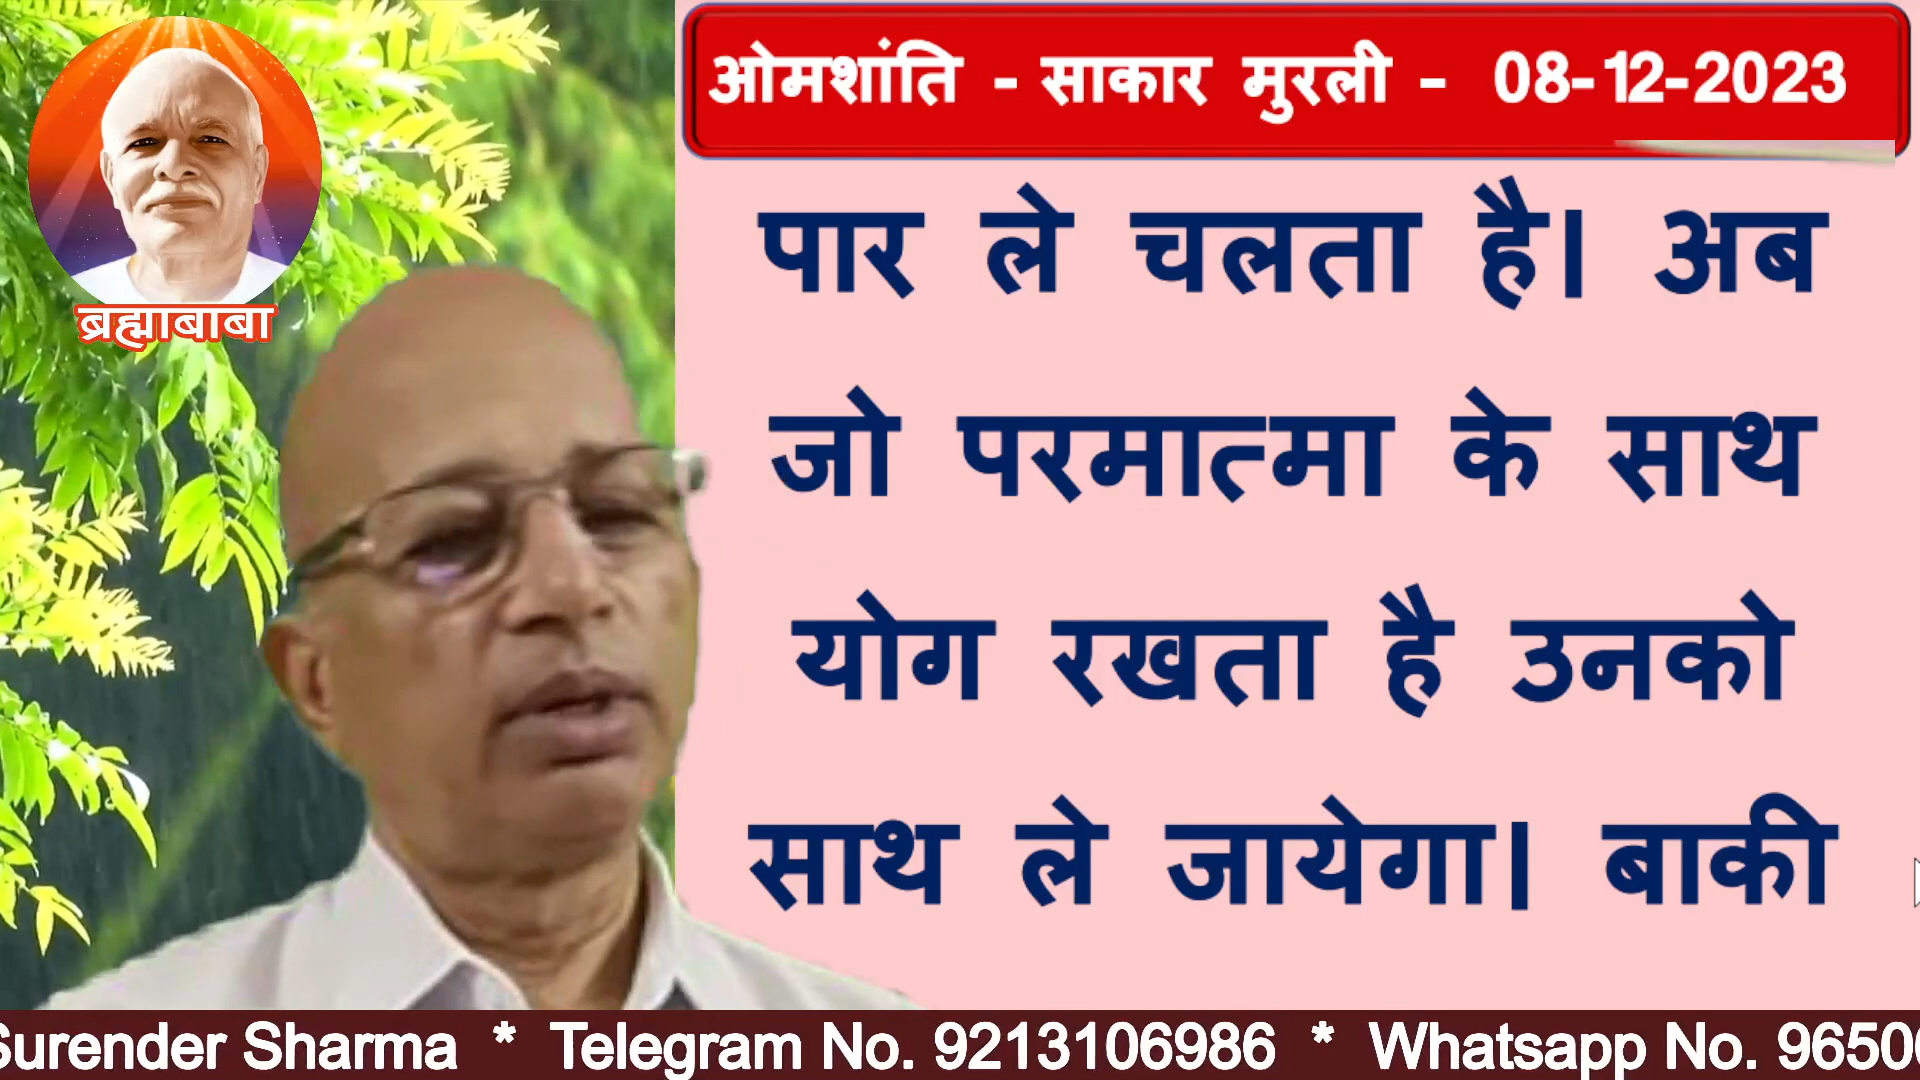 ओमशांति - साकार मुरली - 08-12-2023
ब्रह्माबाबा
पार ले चलता है। अब
जो परमात्मा के साथ
योग रखता है उनको
साथ ले जायेगा। बाकी
Surender Sharma * Telegram No. 9213106986 * Whatsapp No. 9650